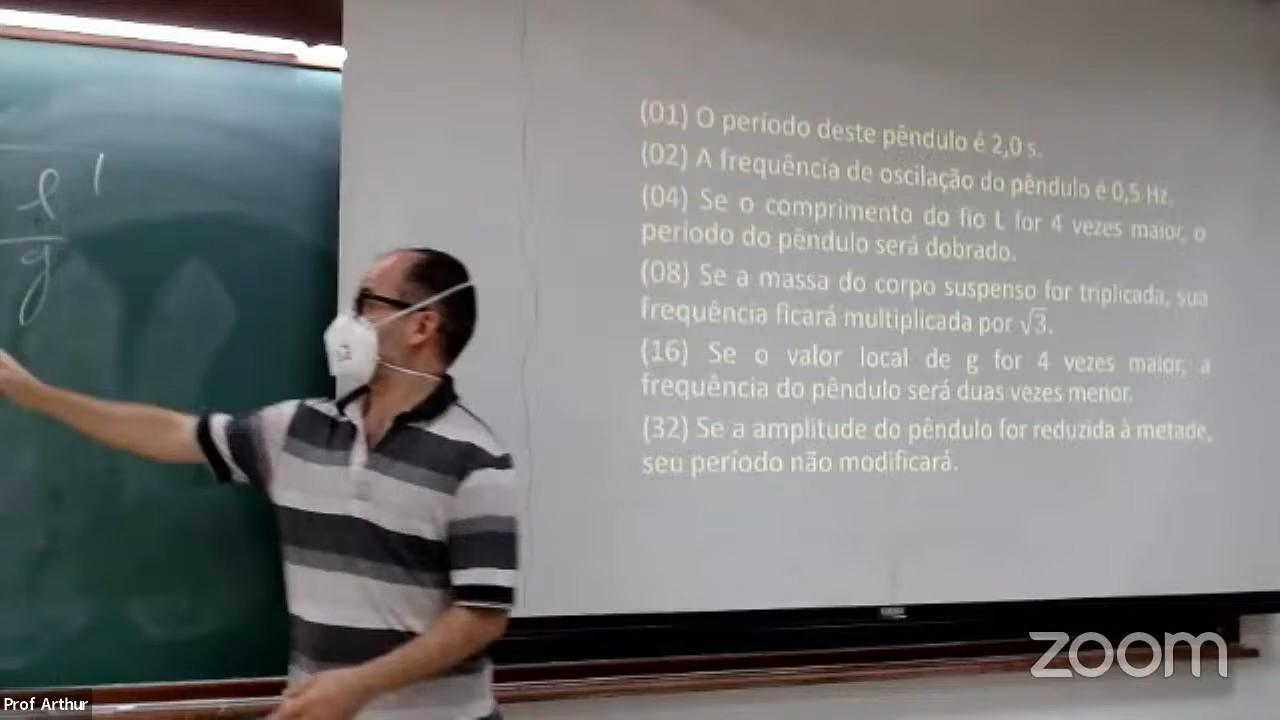 l 1
g
(01) O período deste pêndulo é 2,0 s.
(02) A frequência de oscilação do pêndulo é 0,5 Hz.
(04) Se o comprimento do fio L for 4 vezes maior, o
período do pêndulo será dobrado.
(08) Se a massa do corpo suspenso for triplicada, sua
frequência ficará multiplicada por √3.
(16) Se o valor local de g for 4 vezes maior, a
frequência do pêndulo será duas vezes menor.
(32) Se a amplitude do pêndulo for reduzida à metade,
seu período não modificará.
zoom
Prof Arthur